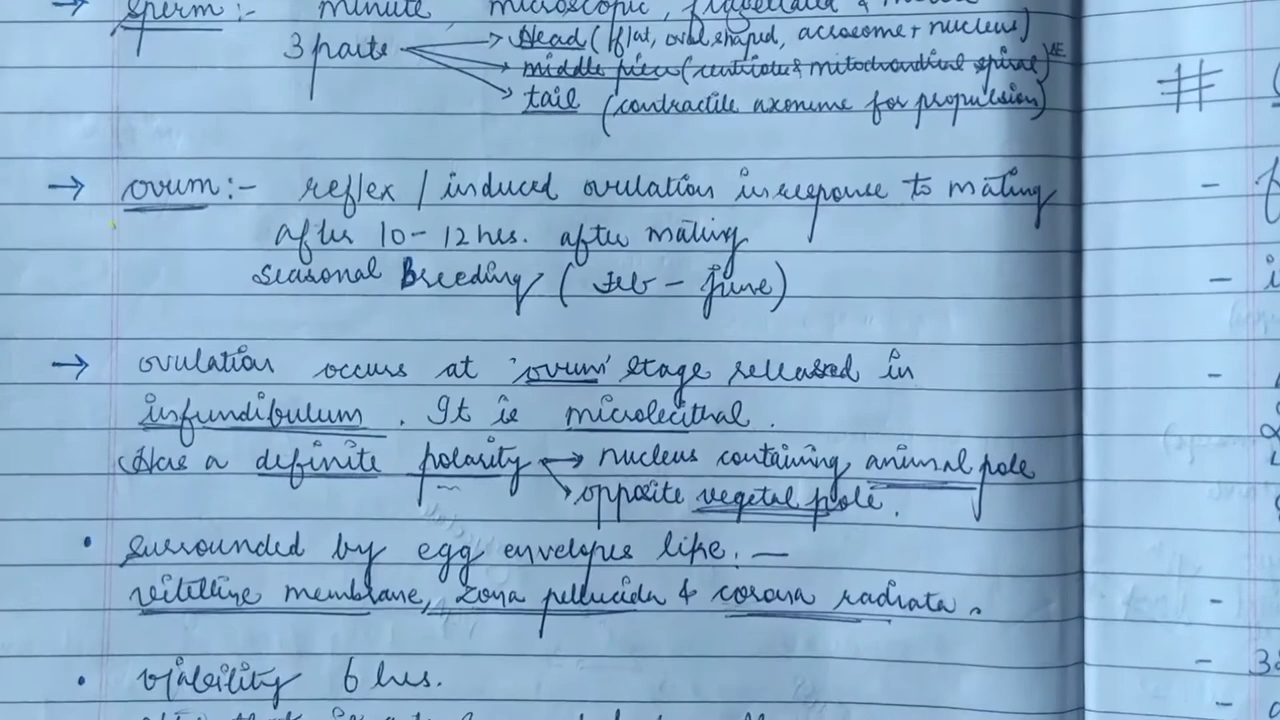 → sperm :- minute, microscopic, flagellated &
3 parts → Head (flat, oval shaped, acrosome + nucleus)
→ middle piece (centrioles & mitochondrial spiral)
→ tail (contractile axoneme for propulsion)
#
→ ovum :- reflex / induced ovulation in response to mating
after 10-12 hrs. after mating
seasonal Breeding (Feb - June)
→ ovulation occurs at 'ovum' stage released in
infundibulum. It is microlecithal.
Has a definite polarity → nucleus containing animal pole
→ opposite vegetal pole.
• surrounded by egg envelopes like. —
vitelline membrane, zona pellucida & corona radiata.
• viability 6 hrs.